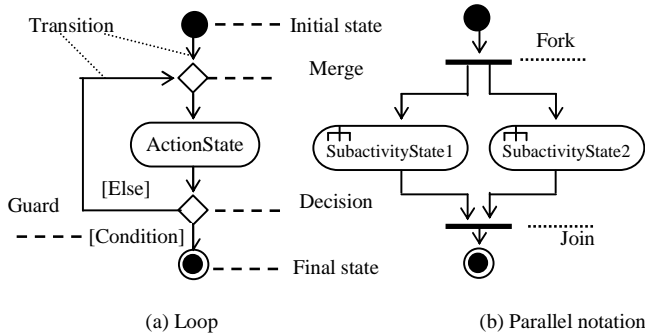 Transition
Initial state
Merge
ActionState
[Else]
Guard
Decision
[Condition]
Final state
(a) Loop
Fork
SubactivityState1
SubactivityState2
Join
(b) Parallel notation